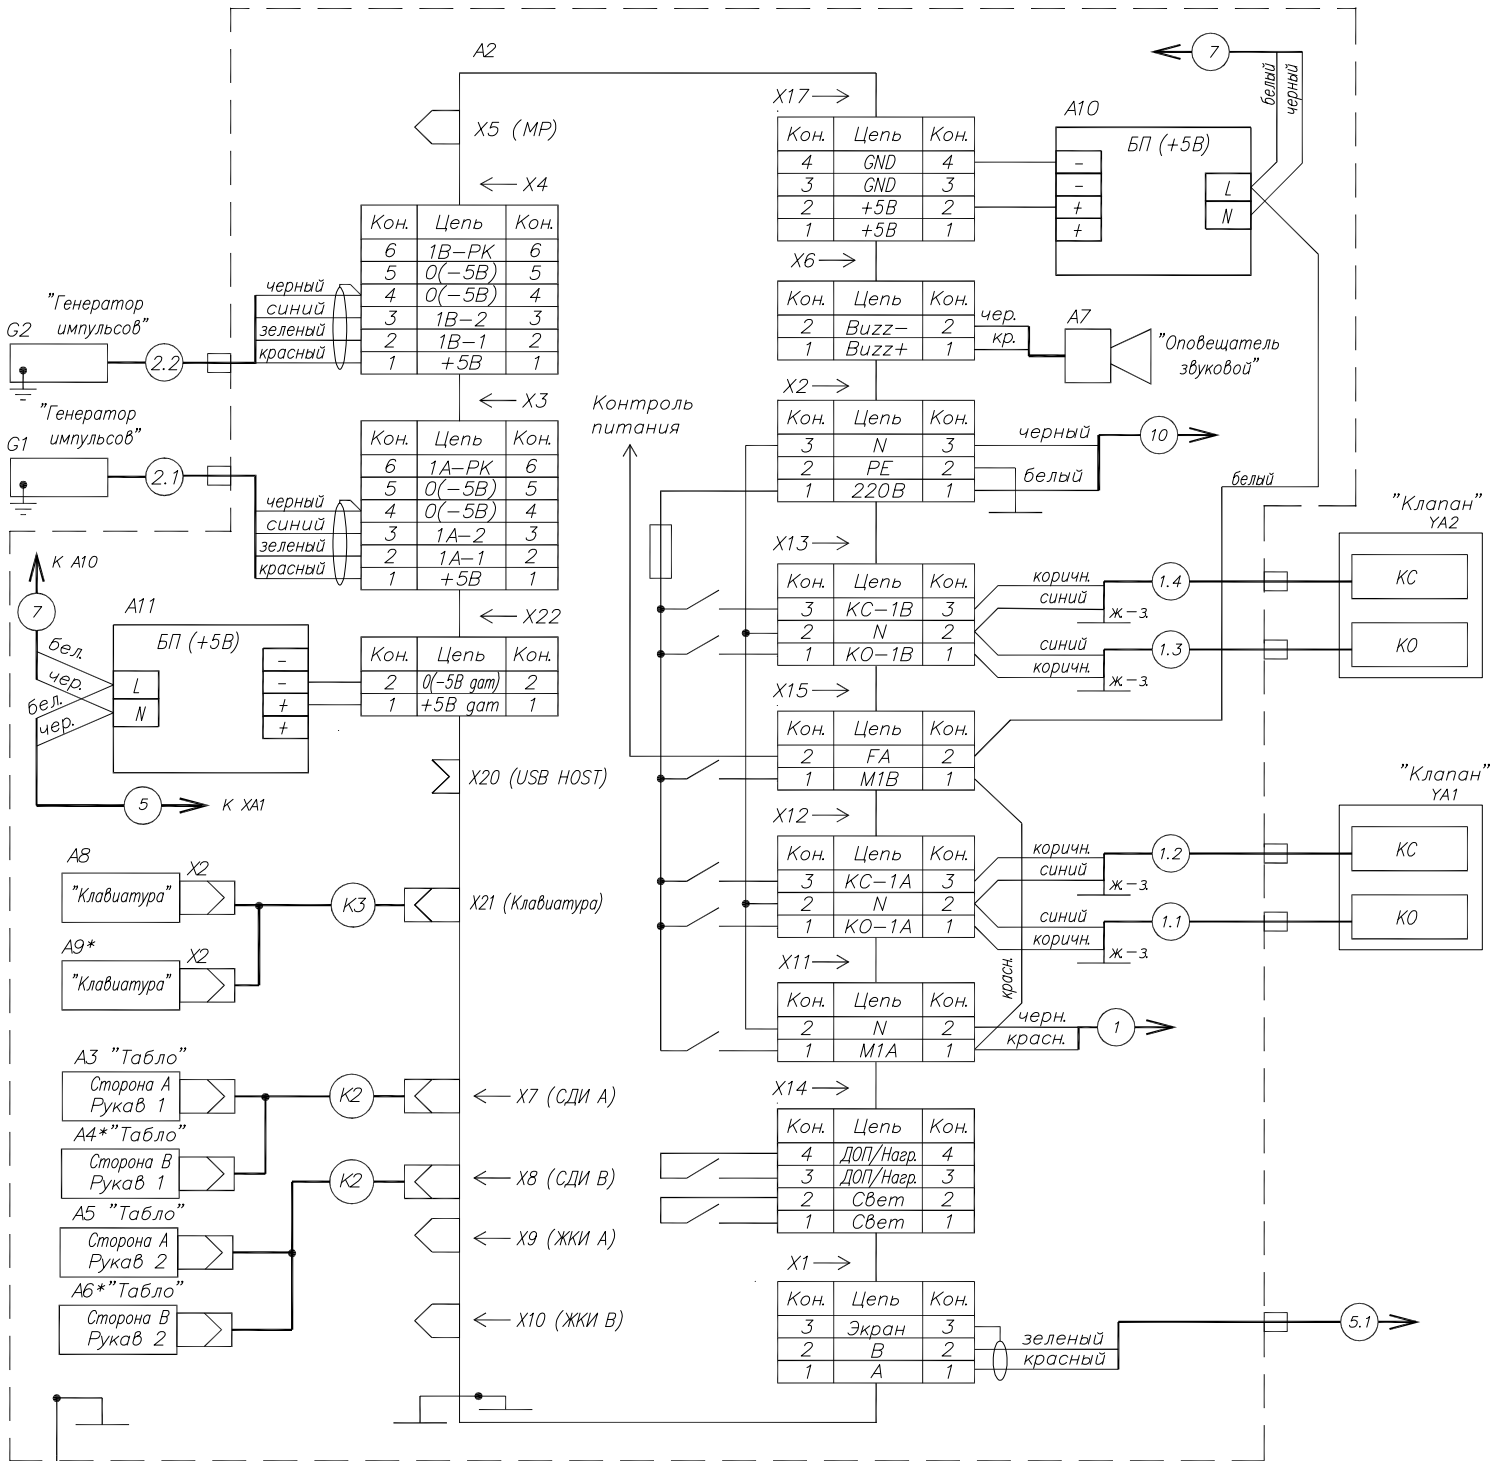 A2
X5 (МР)
X4
Кон. Цепь Кон.
6 1В-РК 6
5 0(-5В) 5
4 0(-5В) 4
3 1В-2 3
2 1В-1 2
1 +5В 1
черный
синий
зеленый
красный
"Генератор
импульсов"
G2
2.2
X3
Кон. Цепь Кон.
6 1А-РК 6
5 0(-5В) 5
4 0(-5В) 4
3 1А-2 3
2 1А-1 2
1 +5В 1
черный
синий
зеленый
красный
"Генератор
импульсов"
G1
2.1
X22
Кон. Цепь Кон.
2 0(-5В дат) 2
1 +5В дат 1
К А10
7
А11
БП (+5В)
L
N
-
-
+
+
бел.
чер.
бел.
чер.
5
К ХА1
X20 (USB HOST)
А8
X2
"Клавиатура"
К3
X21 (Клавиатура)
А9*
X2
"Клавиатура"
А3 "Табло"
Сторона А
Рукав 1
К2
X7 (СДИ А)
А4*"Табло"
Сторона В
Рукав 1
К2
X8 (СДИ В)
А5 "Табло"
Сторона А
Рукав 2
X9 (ЖКИ А)
А6*"Табло"
Сторона В
Рукав 2
X10 (ЖКИ В)
X17
Кон. Цепь Кон.
4 GND 4
3 GND 3
2 +5В 2
1 +5В 1
А10
БП (+5В)
-
-
+
+
L
N
7
белый
черный
X6
Кон. Цепь Кон.
2 Buzz- 2
1 Buzz+ 1
чер.
кр.
А7
"Оповещатель
звуковой"
Контроль
питания
X2
Кон. Цепь Кон.
3 N 3
2 PE 2
1 220В 1
черный
белый
10
белый
X13
Кон. Цепь Кон.
3 КС-1В 3
2 N 2
1 КО-1В 1
коричн.
синий
ж.-з.
1.4
синий
коричн.
ж.-з.
1.3
"Клапан"
YA2
КС
КО
X15
Кон. Цепь Кон.
2 FA 2
1 М1В 1
X12
Кон. Цепь Кон.
3 КС-1А 3
2 N 2
1 КО-1А 1
коричн.
синий
ж.-з.
1.2
синий
коричн.
ж.-з.
1.1
"Клапан"
YA1
КС
КО
красн.
X11
Кон. Цепь Кон.
2 N 2
1 М1А 1
черн.
красн.
1
X14
Кон. Цепь Кон.
4 ДОП/Нагр. 4
3 ДОП/Нагр. 3
2 Свет 2
1 Свет 1
X1
Кон. Цепь Кон.
3 Экран 3
2 В 2
1 А 1
зеленый
красный
5.1